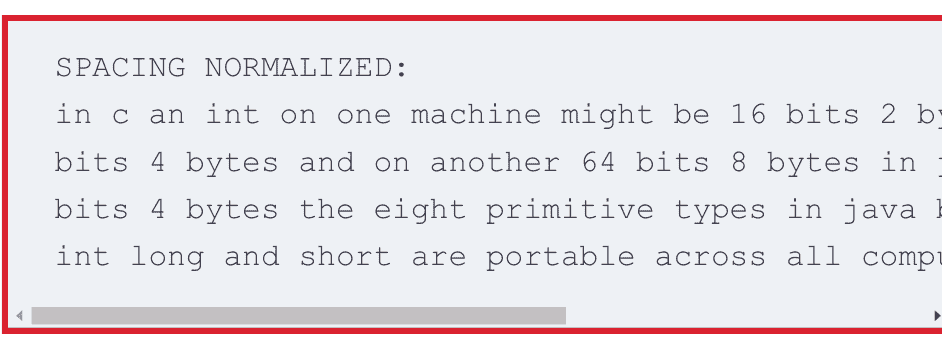 SPACING NORMALIZED:
in c an int on one machine might be 16 bits 2
bits 4 bytes and on another 64 bits 8 bytes in
bits 4 bytes the eight primitive types in java
int long and short are portable across all